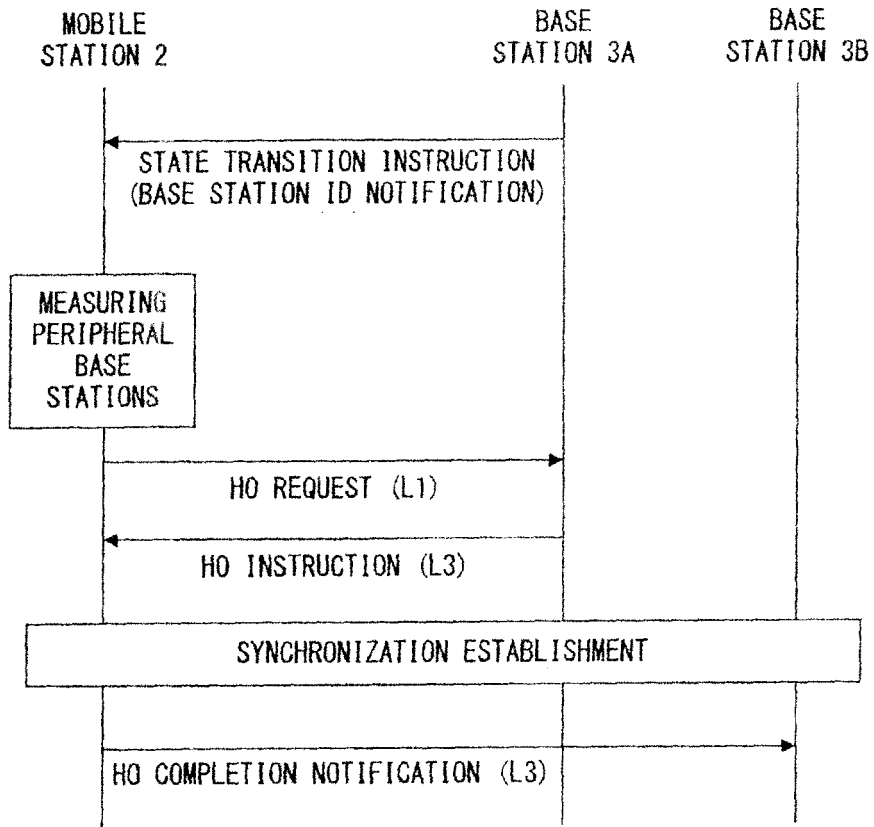 MOBILE
STATION 2
BASE
STATION 3A
BASE
STATION 3B
STATE TRANSITION INSTRUCTION
(BASE STATION ID NOTIFICATION)
MEASURING
PERIPHERAL
BASE
STATIONS
HO REQUEST (L1)
HO INSTRUCTION (L3)
SYNCHRONIZATION ESTABLISHMENT
HO COMPLETION NOTIFICATION (L3)